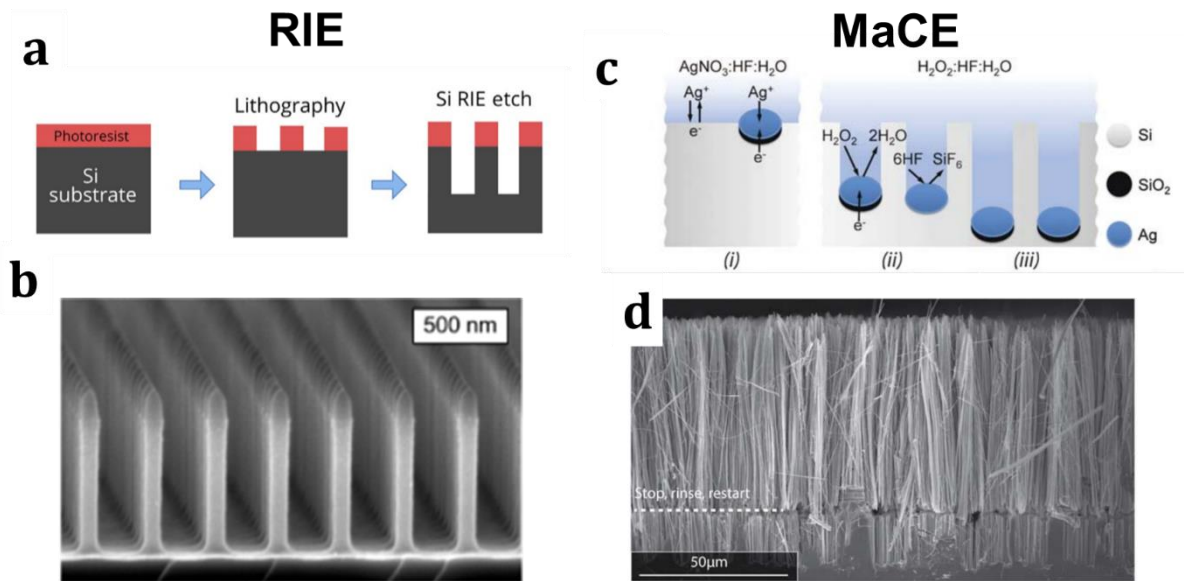 RIE
a
Photoresist
Si
substrate
Lithography
Si RIE etch
b
500 nm
MaCE
c
AgNO₃:HF:H₂O
H₂O₂:HF:H₂O
Ag⁺
e⁻
Ag⁺
e⁻
H₂O₂
2H₂O
e⁻
6HF
SiF₆
(i)
(ii)
(iii)
Si
SiO₂
Ag
d
Stop, rinse, restart
50µm